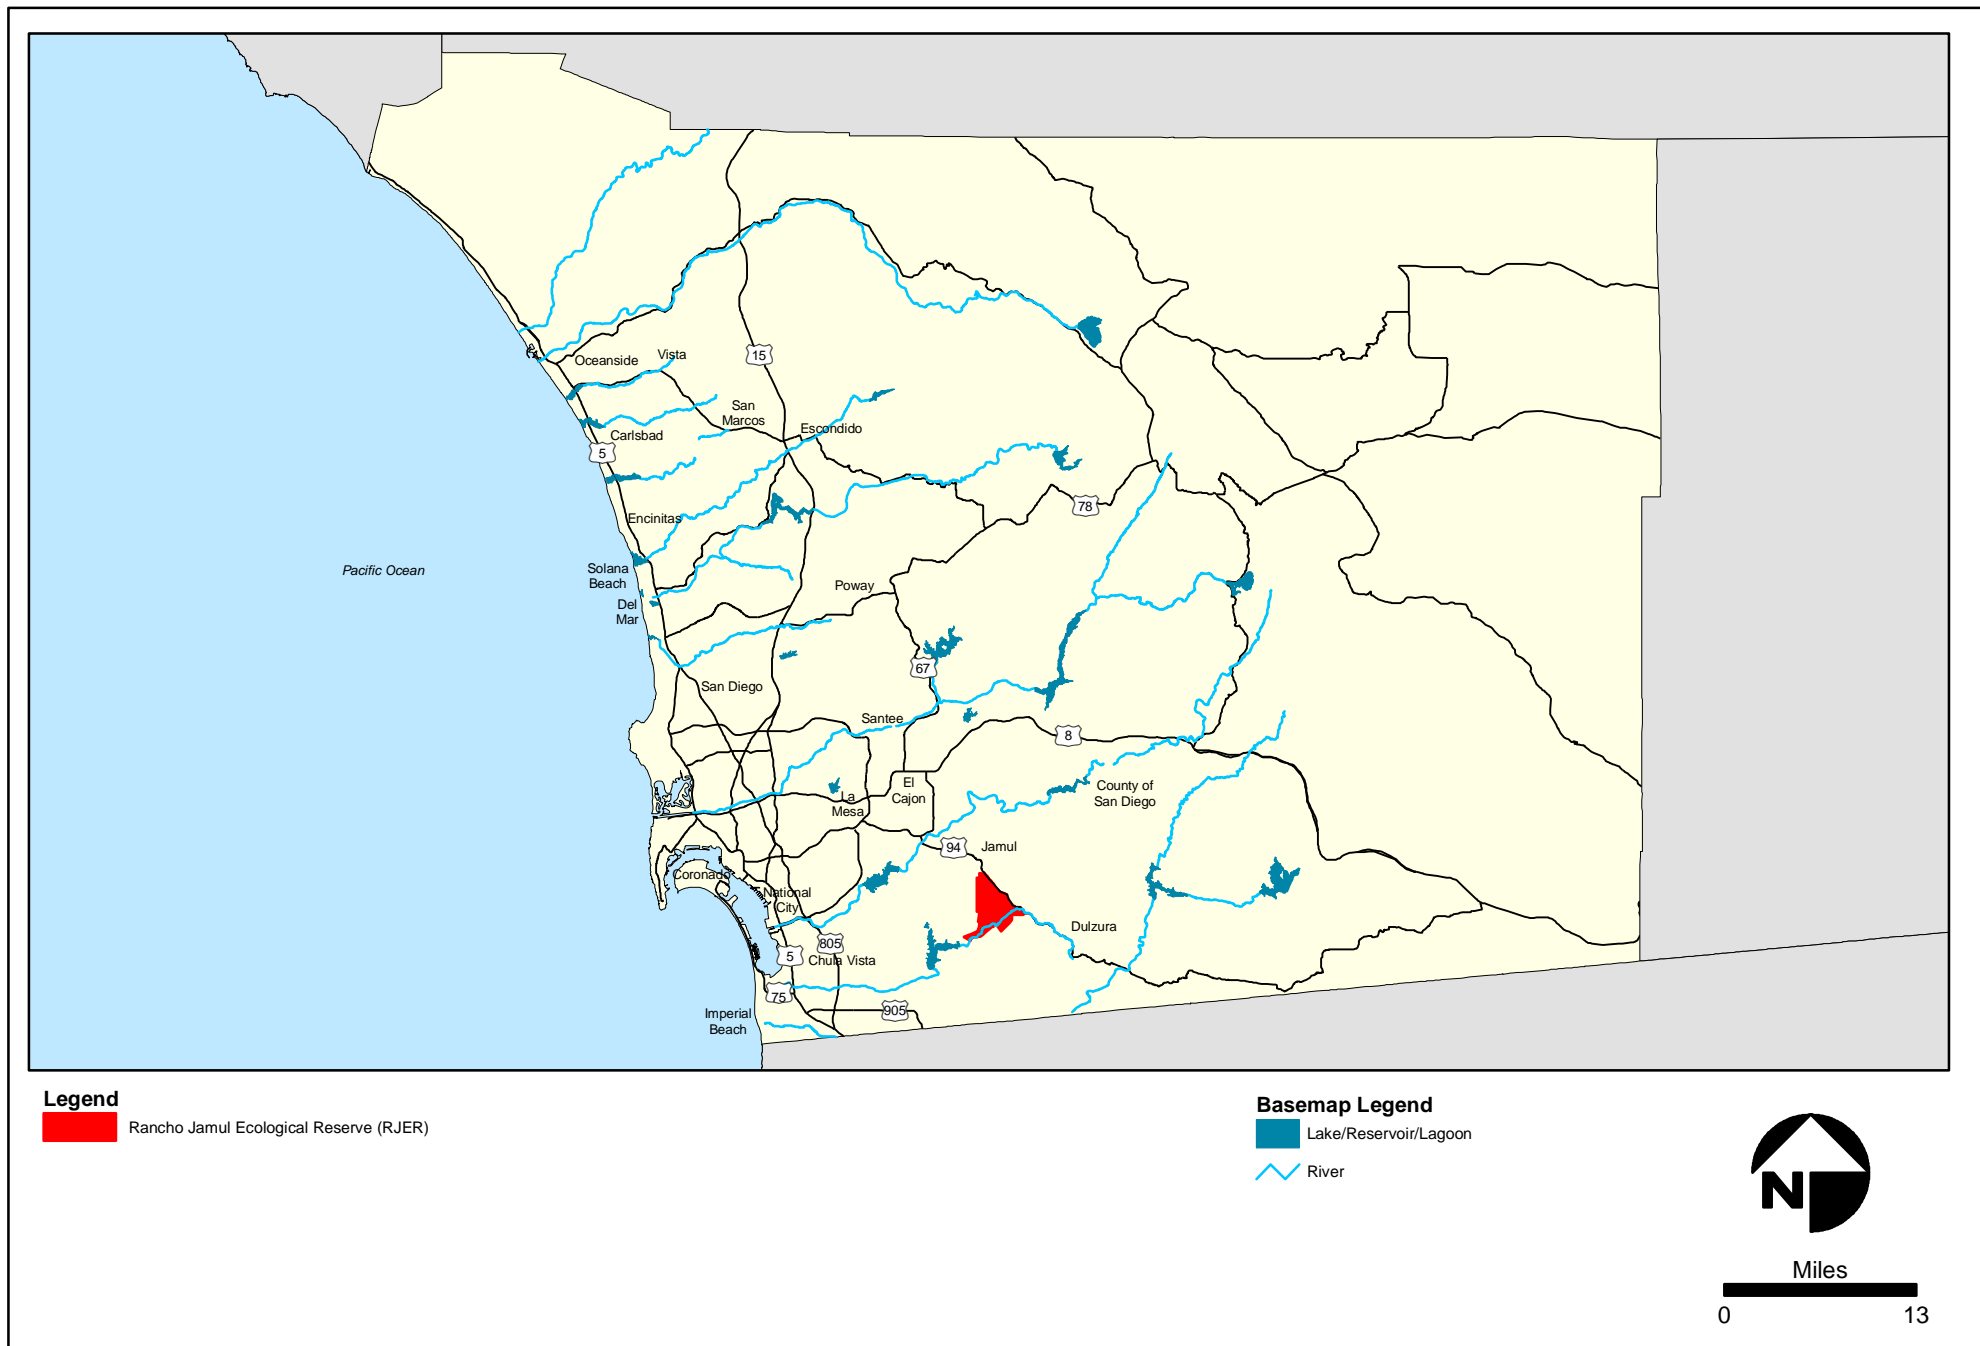 Oceanside
Vista
15
San
Marcos
Escondido
Carlsbad
5
78
Encinitas
Pacific Ocean
Solana
Beach
Poway
Del
Mar
67
San Diego
Santee
8
El
Cajon
County of
San Diego
La
Mesa
94
Jamul
Coronado
National
City
Dulzura
805
5
Chula Vista
75
905
Imperial
Beach
Legend
Rancho Jamul Ecological Reserve (RJER)
Basemap Legend
Lake/Reservoir/Lagoon
River
N
Miles
0 13